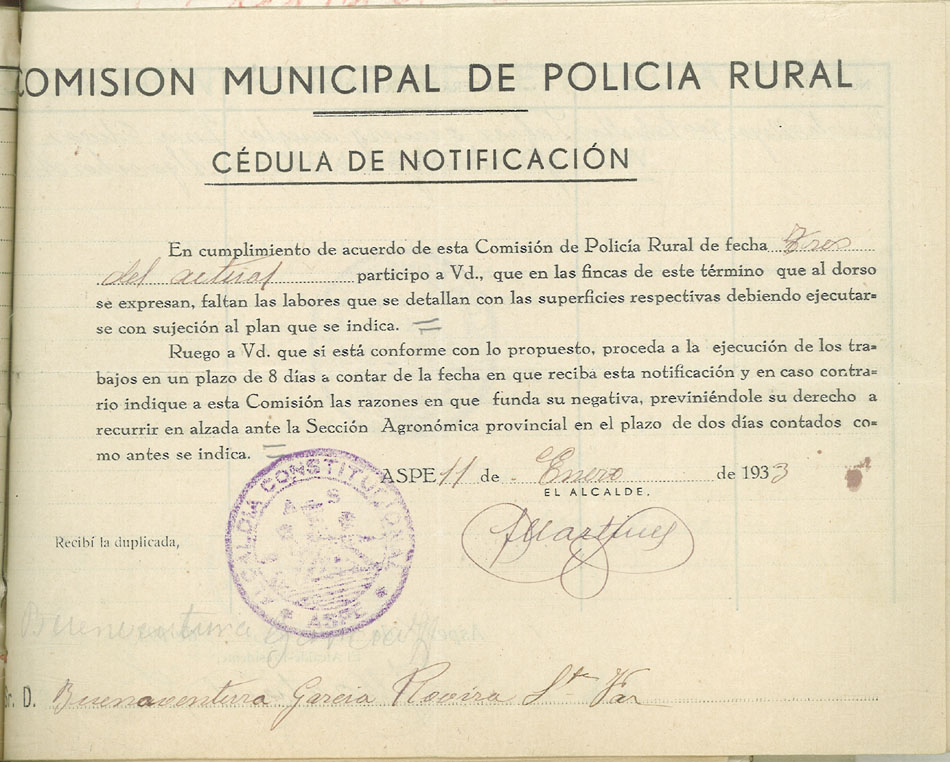 COMISION MUNICIPAL DE POLICIA RURAL
CÉDULA DE NOTIFICACIÓN
En cumplimiento de acuerdo de esta Comisión de Policía Rural de fecha Tres
del actual participo a Vd., que en las fincas de este término que al dorso
se expresan, faltan las labores que se detallan con las superficies respectivas debiendo ejecutar=
se con sujeción al plan que se indica. =
Ruego a Vd. que si está conforme con lo propuesto, proceda a la ejecución de los tra=
bajos en un plazo de 8 días a contar de la fecha en que reciba esta notificación y en caso contra=
rio indique a esta Comisión las razones en que funda su negativa, previniéndole su derecho a
recurrir en alzada ante la Sección Agronómica provincial en el plazo de dos días contados co=
mo antes se indica. =
ASPE 11 de Enero de 1933
EL ALCALDE,
ALCALDIA CONSTITUCIONAL
* ASPE *
AMartinez
Recibí la duplicada,
Buenaventura Garcia
Sr. D. Buenaventura Garcia Rovira